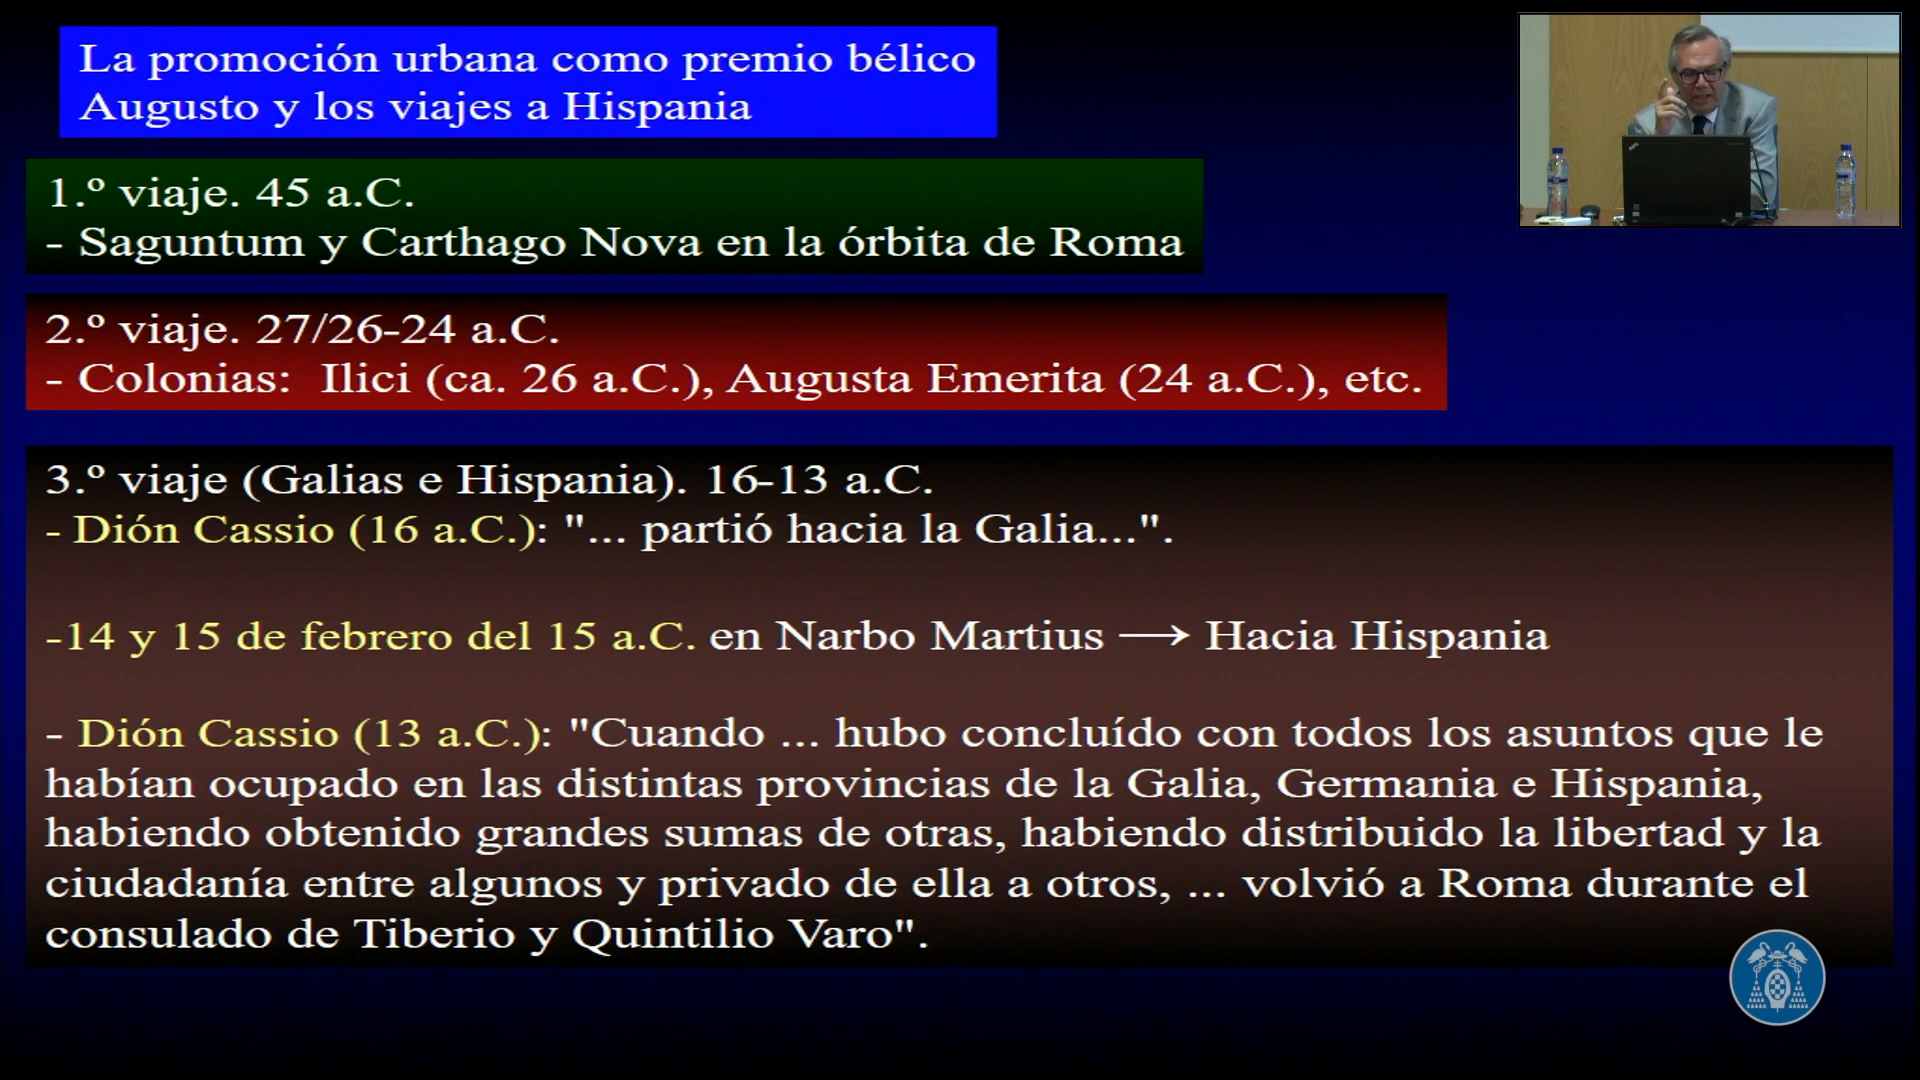 La promoción urbana como premio bélico
Augusto y los viajes a Hispania
1.º viaje. 45 a.C.
- Saguntum y Carthago Nova en la órbita de Roma
2.º viaje. 27/26-24 a.C.
- Colonias: Ilici (ca. 26 a.C.), Augusta Emerita (24 a.C.), etc.
3.º viaje (Galias e Hispania). 16-13 a.C.
- Dión Cassio (16 a.C.): "... partió hacia la Galia...".
-14 y 15 de febrero del 15 a.C. en Narbo Martius ⟶ Hacia Hispania
- Dión Cassio (13 a.C.): "Cuando ... hubo concluído con todos los asuntos que le
habían ocupado en las distintas provincias de la Galia, Germania e Hispania,
habiendo obtenido grandes sumas de otras, habiendo distribuido la libertad y la
ciudadanía entre algunos y privado de ella a otros, ... volvió a Roma durante el
consulado de Tiberio y Quintilio Varo".